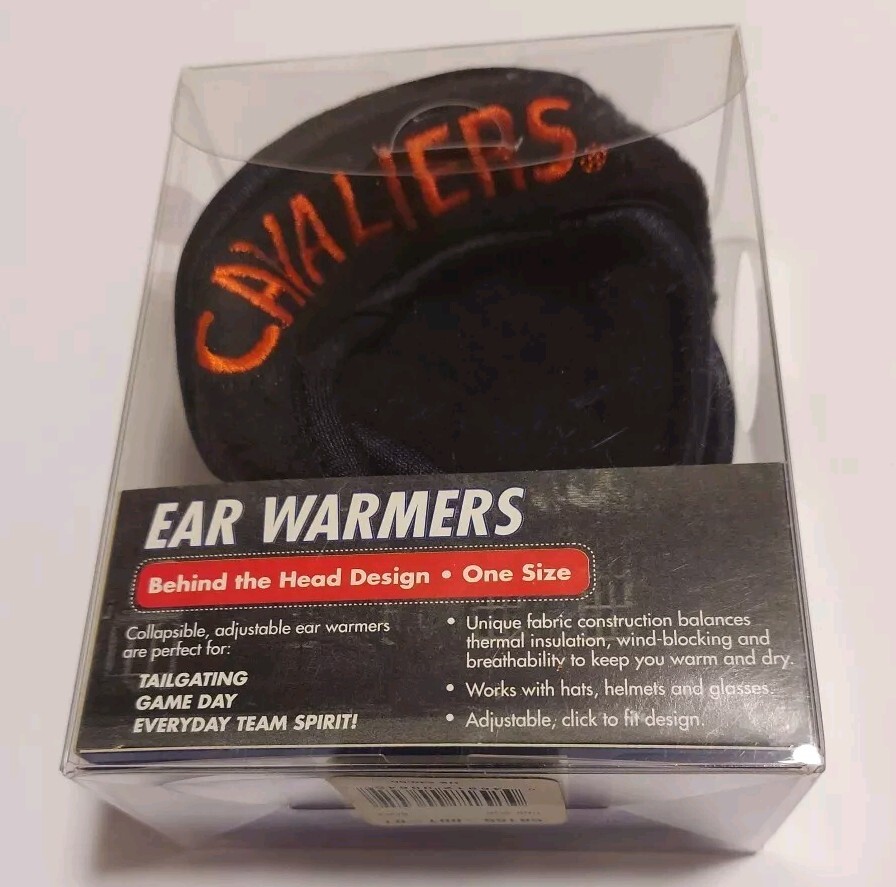 CAVALIERS®
EAR WARMERS
Behind the Head Design • One Size
Collapsible, adjustable ear warmers
are perfect for:
TAILGATING
GAME DAY
EVERYDAY TEAM SPIRIT!
• Unique fabric construction balances
thermal insulation, wind-blocking and
breathability to keep you warm and dry.
• Works with hats, helmets and glasses.
• Adjustable, click to fit design.